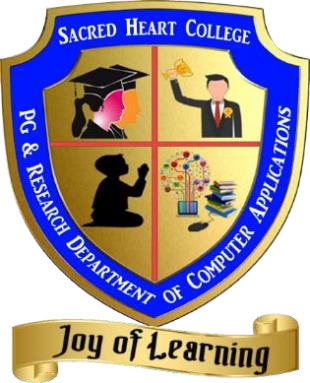 Sacred Heart College
PG & Research Department of Computer Applications
Joy of Learning